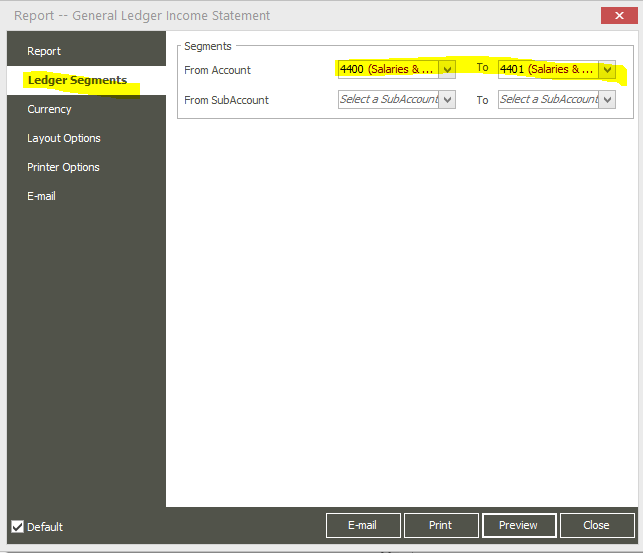 Report -- General Ledger Income Statement
Report
Ledger Segments
Currency
Layout Options
Printer Options
E-mail
Segments
From Account 4400 (Salaries & ... To 4401 (Salaries & ...
From SubAccount Select a SubAccount To Select a SubAccount
Default E-mail Print Preview Close